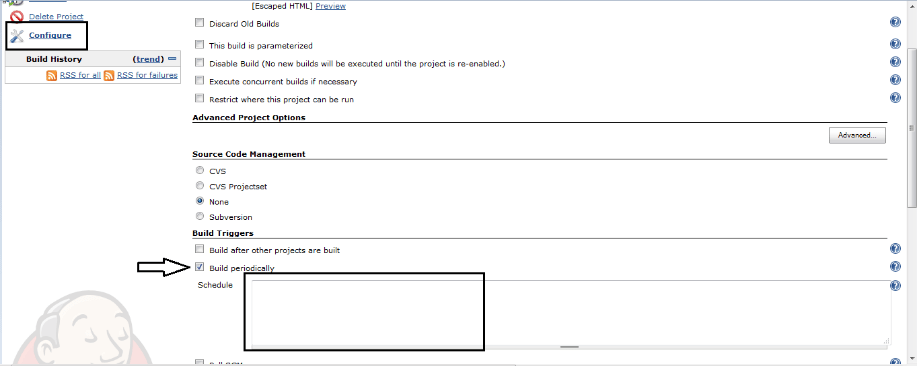 [Escaped HTML] Preview
Delete Project
Configure
Build History (trend)
RSS for all RSS for failures
Discard Old Builds
This build is parameterized
Disable Build (No new builds will be executed until the project is re-enabled.)
Execute concurrent builds if necessary
Restrict where this project can be run
Advanced Project Options
Advanced...
Source Code Management
CVS
CVS Projectset
None
Subversion
Build Triggers
Build after other projects are built
Build periodically
Schedule